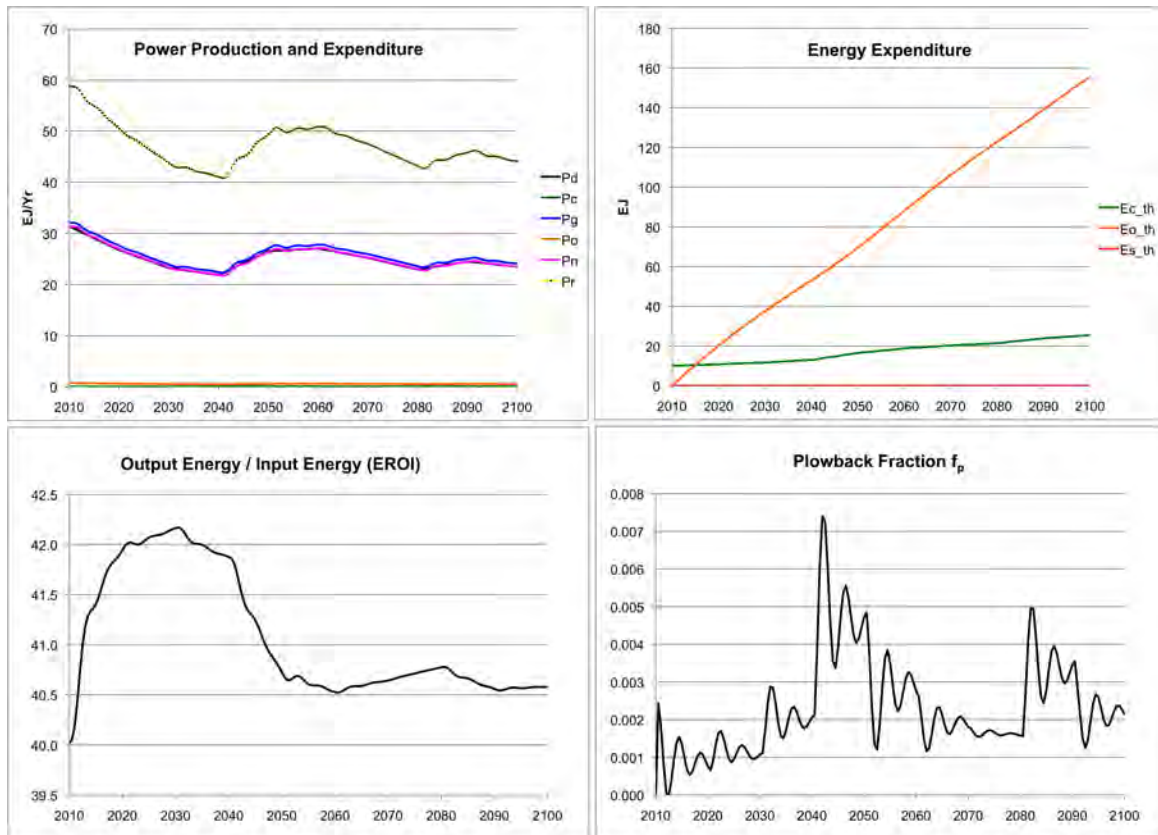 Power Production and Expenditure
70
60
50
40
30
20
10
0
EJ/Yr
2010 2020 2030 2040 2050 2060 2070 2080 2090 2100
Pd
Pc
Pg
Po
Pn
Pr
Energy Expenditure
180
160
140
120
100
80
60
40
20
0
EJ
2010 2020 2030 2040 2050 2060 2070 2080 2090 2100
Ec_th
Eo_th
Es_th
Output Energy / Input Energy (EROI)
42.5
42.0
41.5
41.0
40.5
40.0
39.5
2010 2020 2030 2040 2050 2060 2070 2080 2090 2100
Plowback Fraction fp
0.008
0.007
0.006
0.005
0.004
0.003
0.002
0.001
0.000
2010 2020 2030 2040 2050 2060 2070 2080 2090 2100